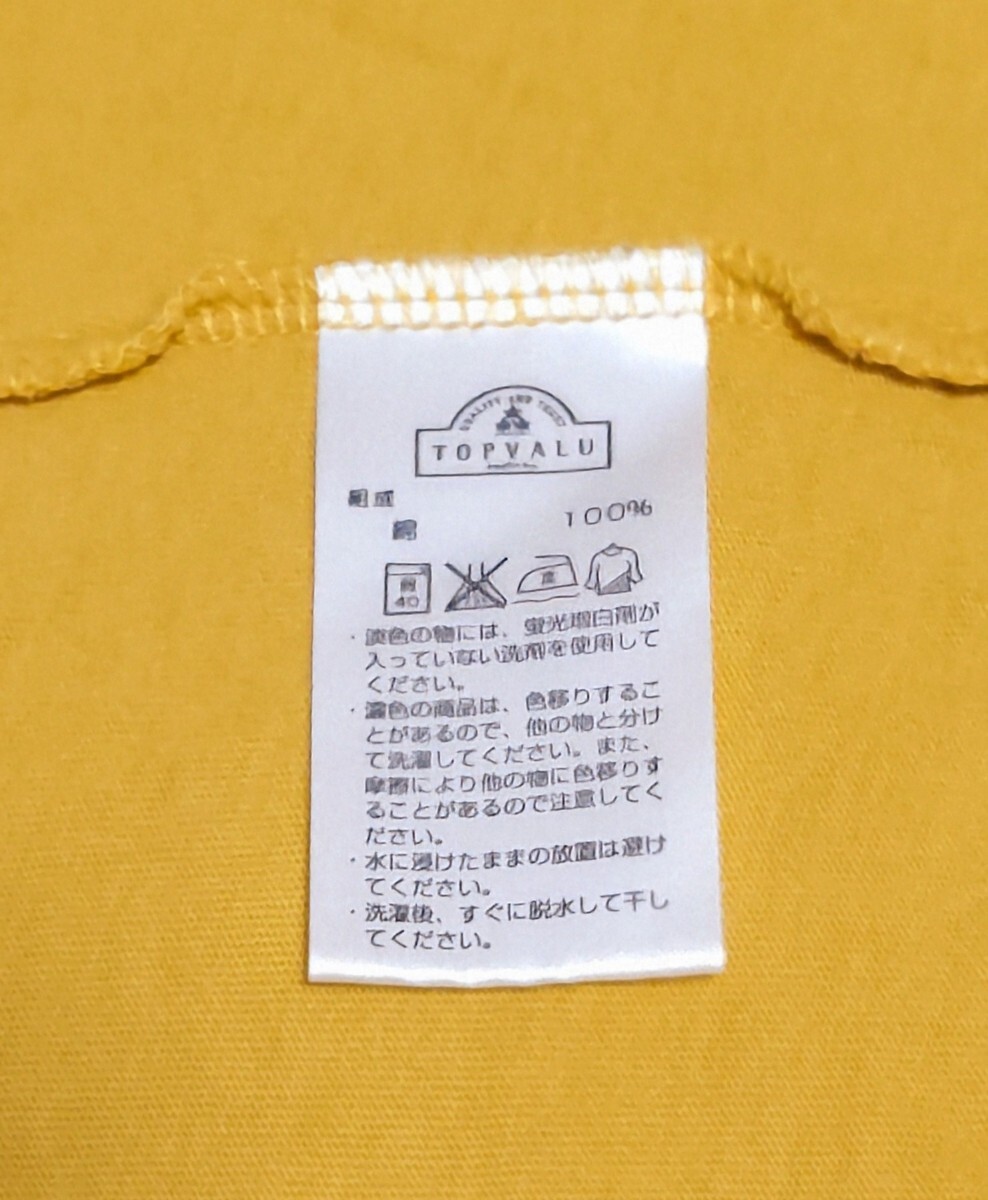 QUALITY AND TRUST
TOPVALU
組成
綿 100%
40
・淡色の物には、蛍光増白剤が
入っていない洗剤を使用して
ください。
・濃色の商品は、色移りするこ
とがあるので、他の物と分け
て洗濯してください。また、
摩擦により他の物に色移りす
ることがあるので注意してく
ださい。
・水に浸けたままの放置は避け
てください。
・洗濯後、すぐに脱水して干し
てください。